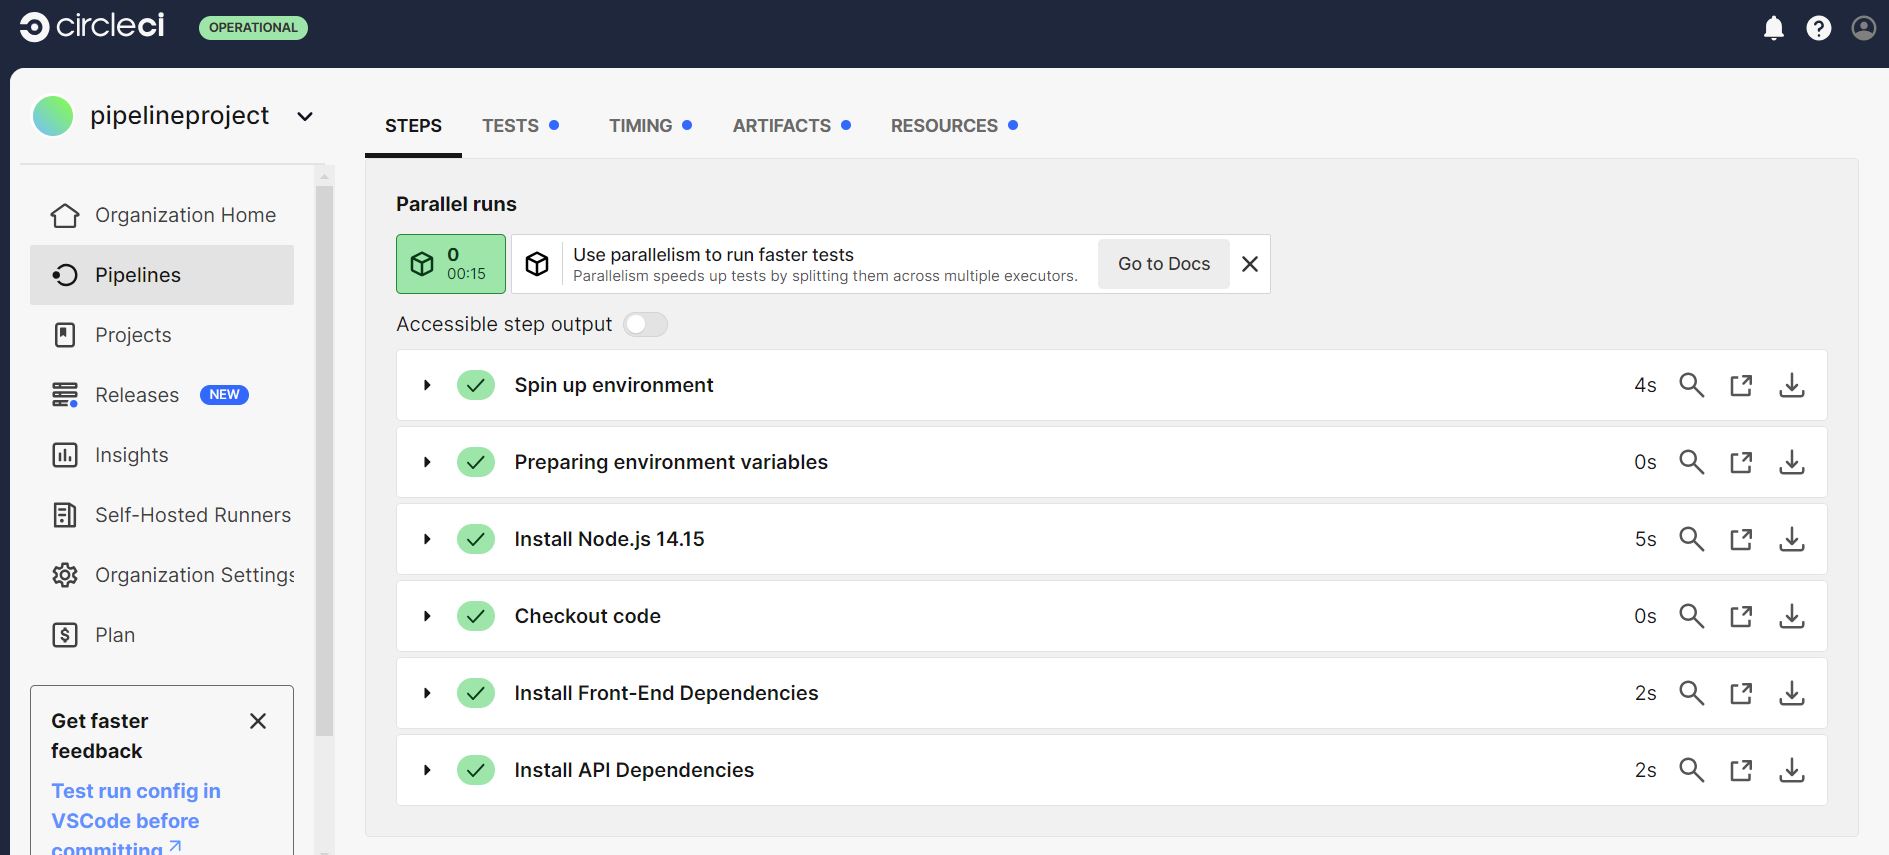 circleci
OPERATIONAL
pipelineproject
Organization Home
Pipelines
Projects
Releases NEW
Insights
Self-Hosted Runners
Organization Settings
Plan
Get faster
feedback
Test run config in
VSCode before
committing
STEPS TESTS TIMING ARTIFACTS RESOURCES
Parallel runs
0
00:15
Use parallelism to run faster tests
Parallelism speeds up tests by splitting them across multiple executors.
Go to Docs
Accessible step output
Spin up environment 4s
Preparing environment variables 0s
Install Node.js 14.15 5s
Checkout code 0s
Install Front-End Dependencies 2s
Install API Dependencies 2s